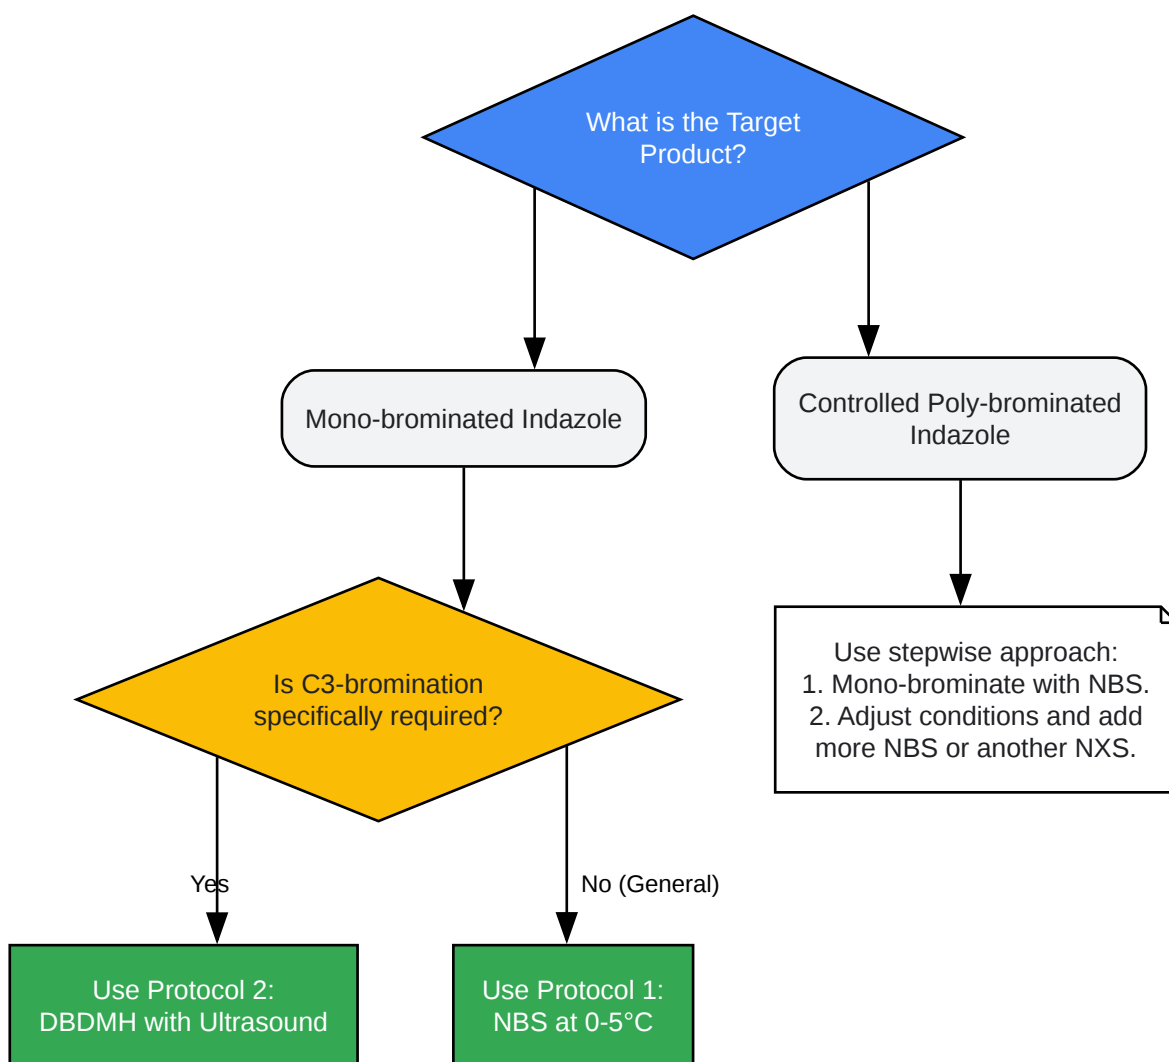 What is the Target
Product?
Mono-brominated Indazole
Controlled Poly-brominated
Indazole
Is C3-bromination
specifically required?
Use stepwise approach:
1. Mono-brominate with NBS.
2. Adjust conditions and add
more NBS or another NXS.
Yes
No (General)
Use Protocol 2:
DBDMH with Ultrasound
Use Protocol 1:
NBS at 0-5°C